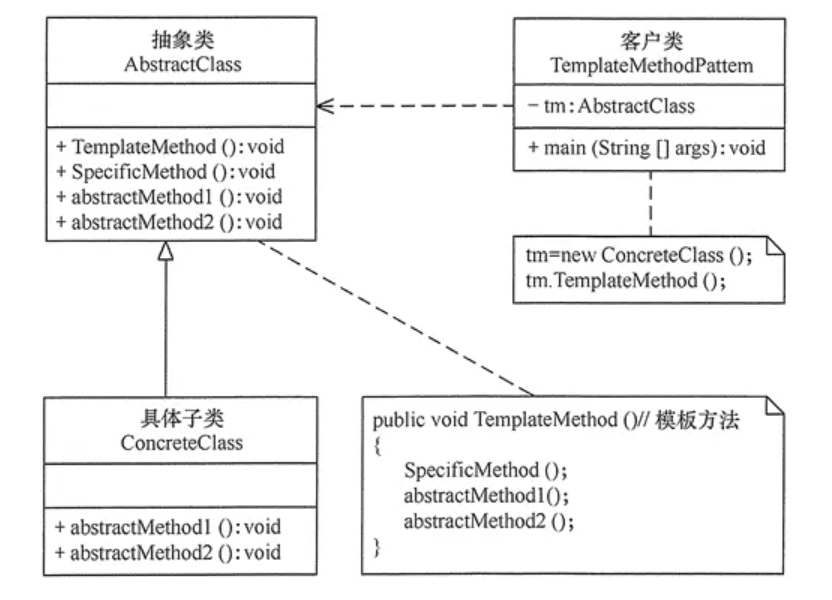 抽象类
AbstractClass
+ TemplateMethod ():void
+ SpecificMethod ():void
+ abstractMethod1 ():void
+ abstractMethod2 ():void
客户类
TemplateMethodPattem
- tm:AbstractClass
+ main (String [] args):void
tm=new ConcreteClass ();
tm.TemplateMethod ();
具体子类
ConcreteClass
+ abstractMethod1 ():void
+ abstractMethod2 ():void
public void TemplateMethod ()// 模板方法
{
SpecificMethod ();
abstractMethod1();
abstractMethod2 ();
}